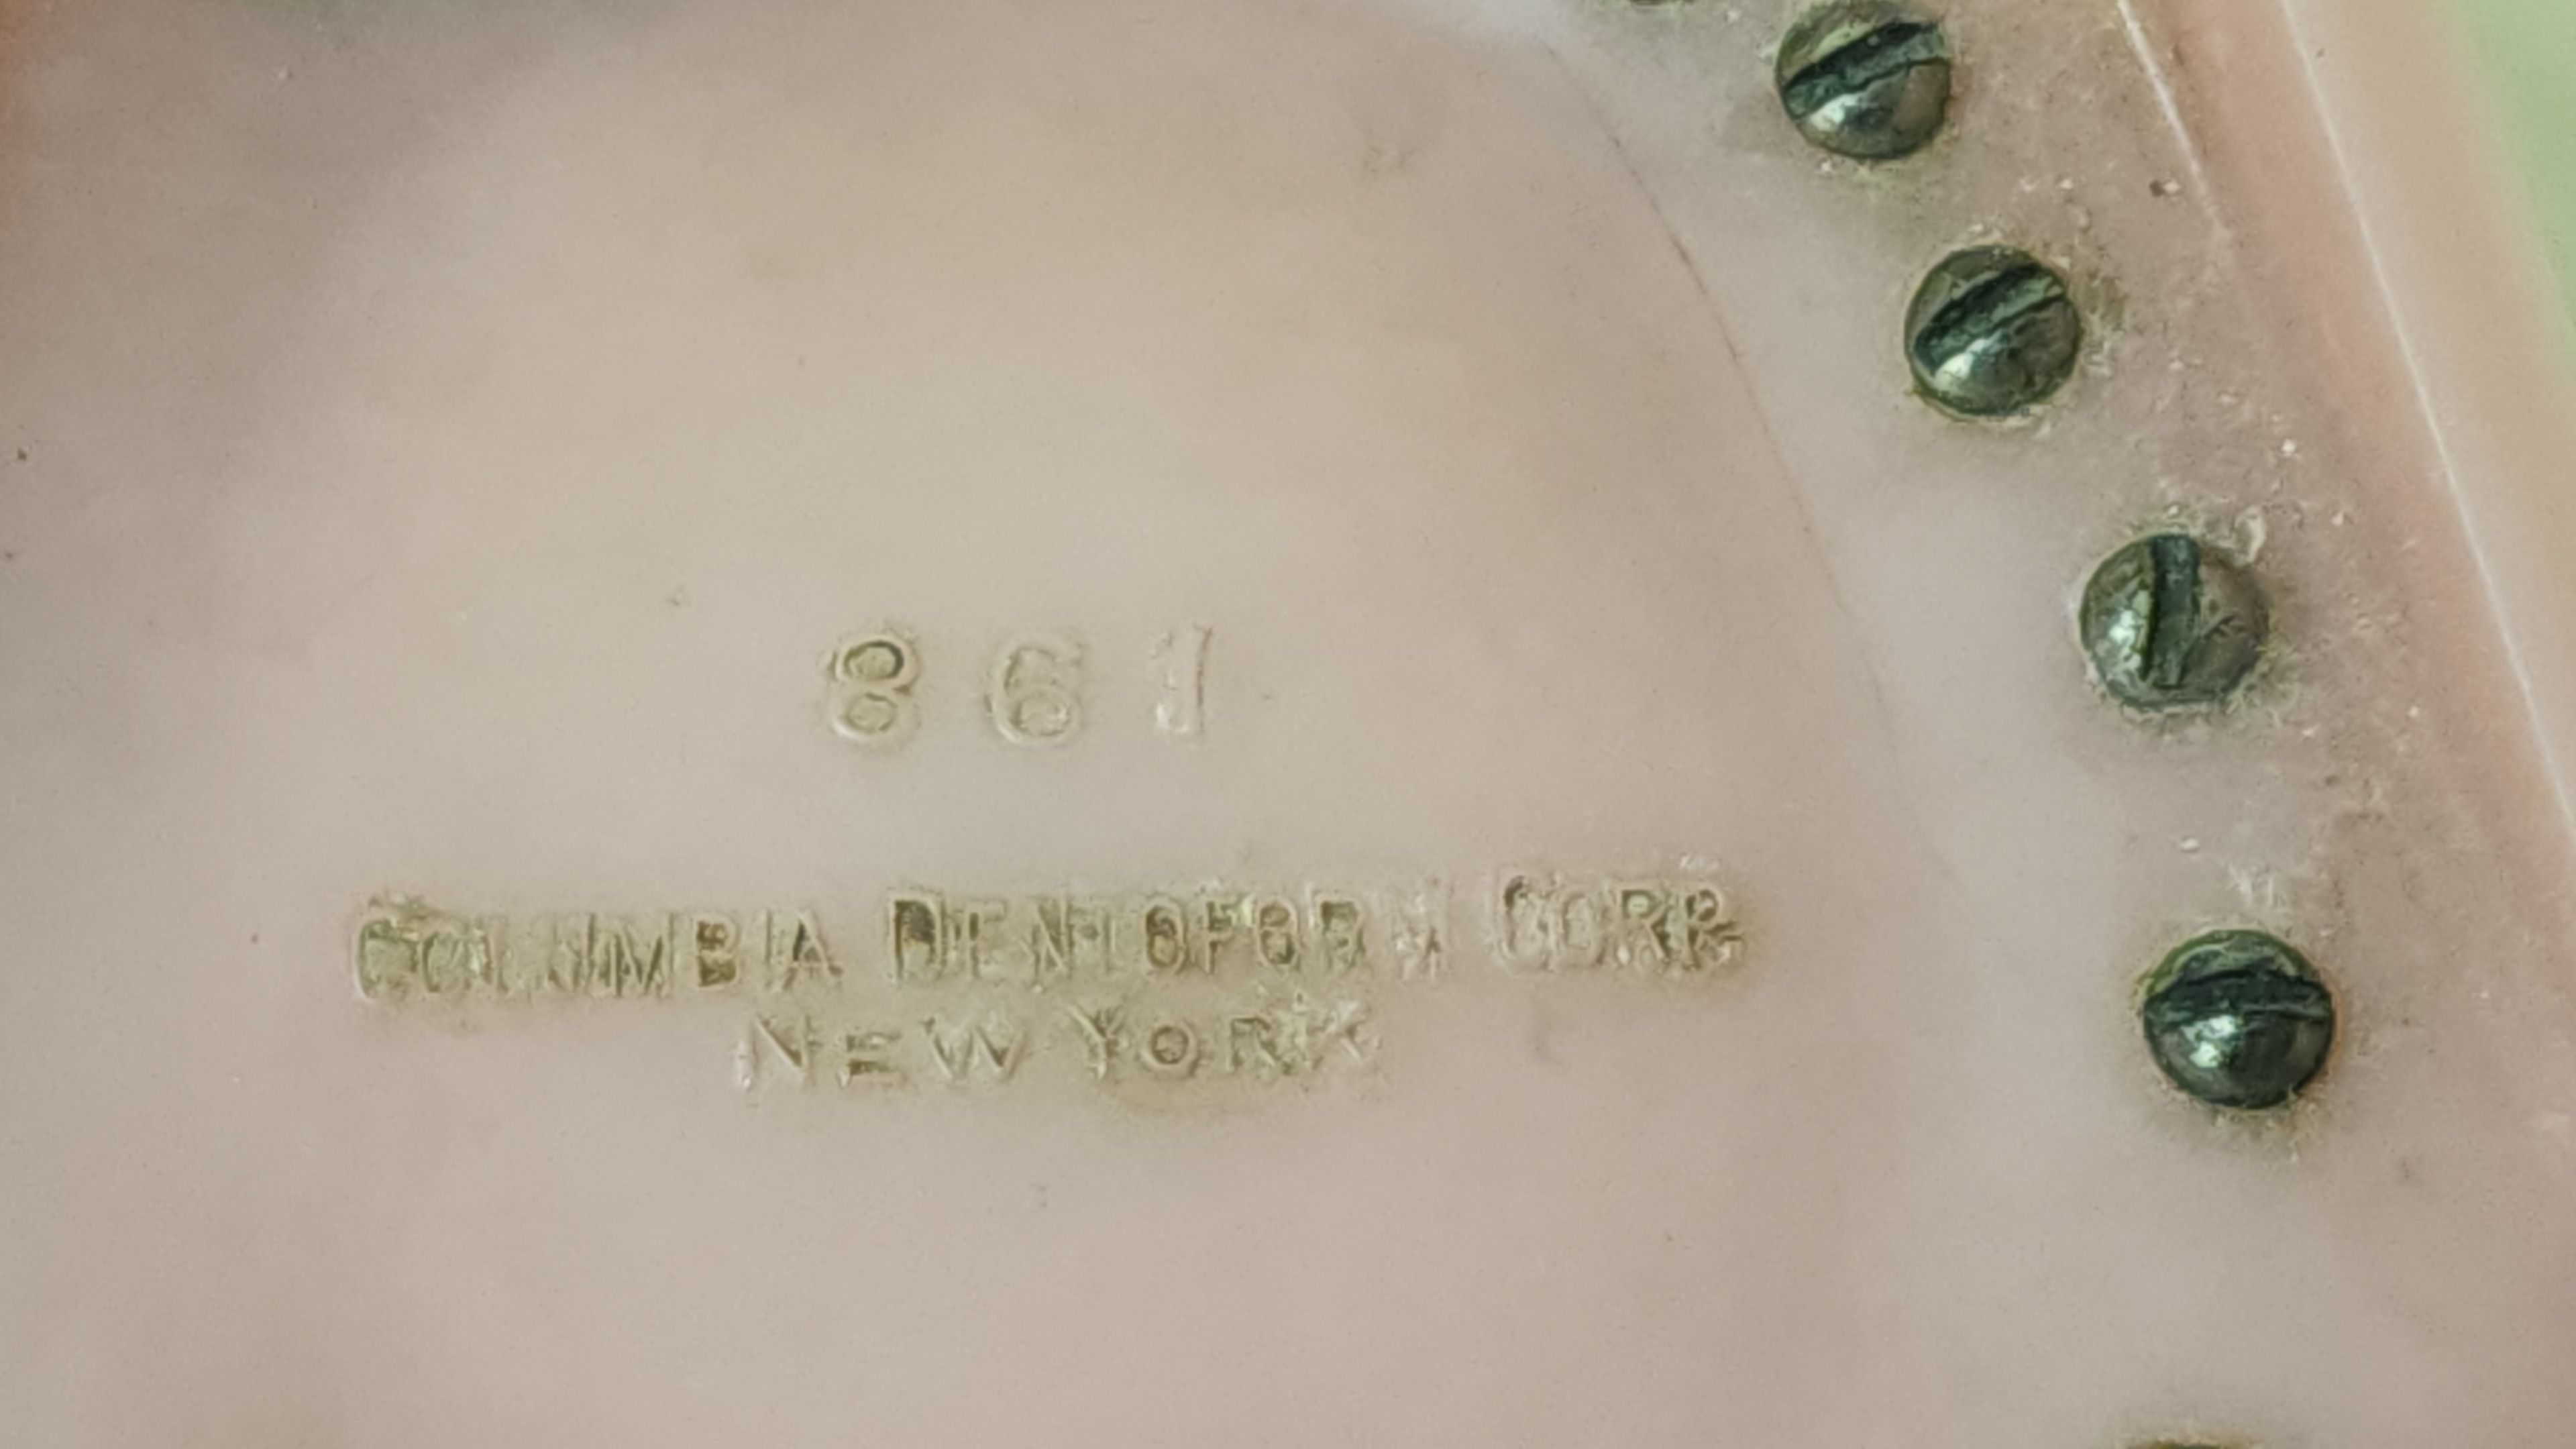 861
COLUMBIA DENTOFORM CORP.
NEW YORK